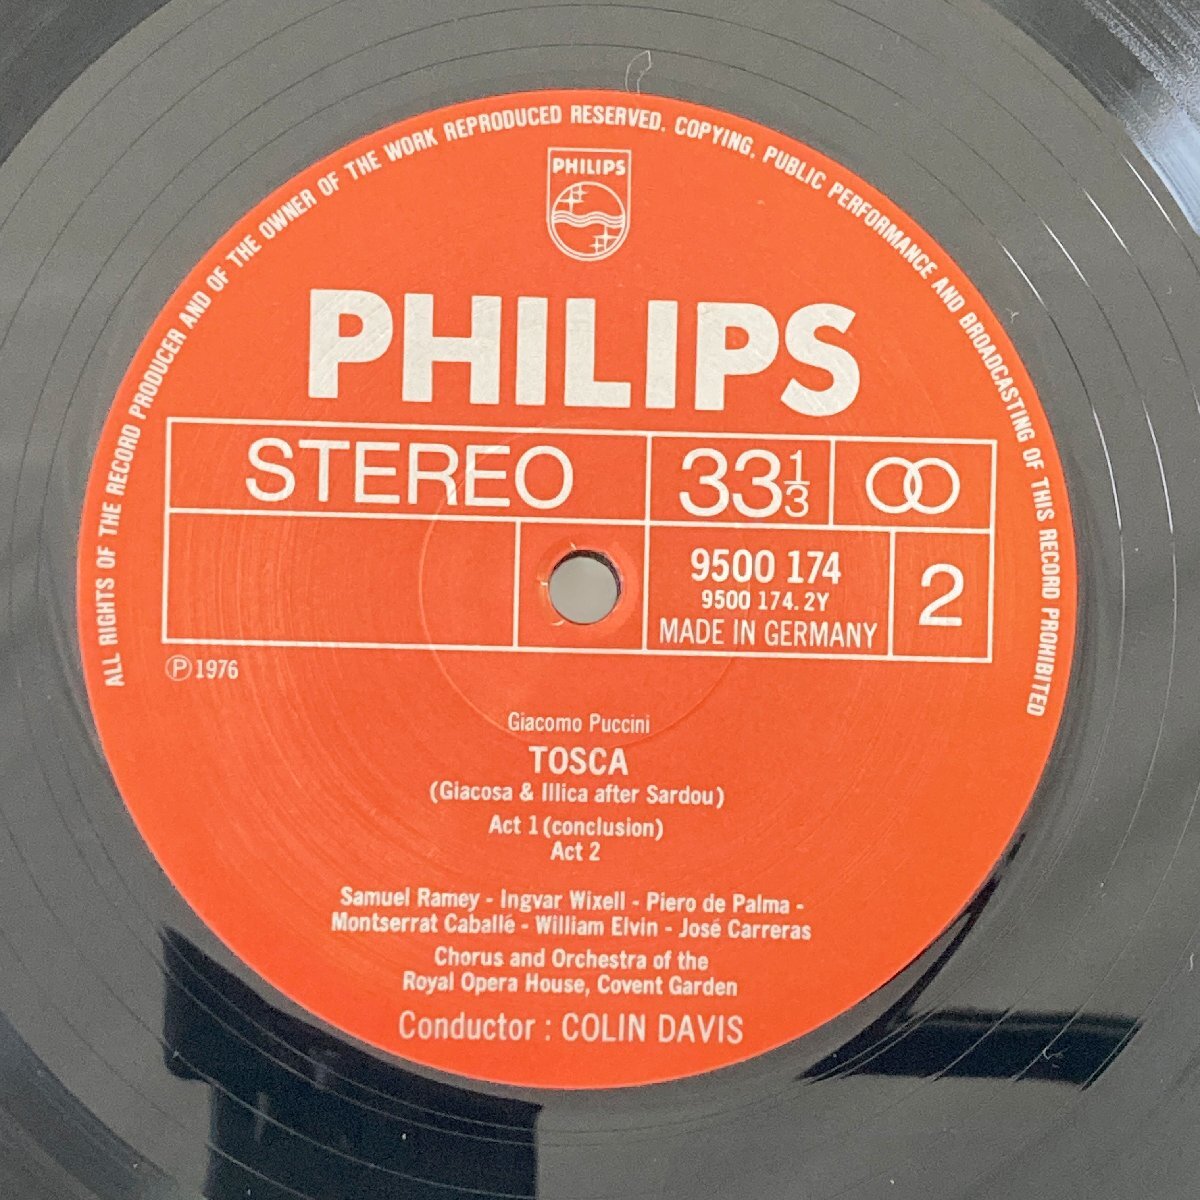 ALL RIGHTS OF THE RECORD PRODUCER AND OF THE OWNER OF THE WORK REPRODUCED RESERVED. COPYING, PUBLIC PERFORMANCE AND BROADCASTING OF THIS RECORD PROHIBITED
PHILIPS
PHILIPS
STEREO 33 1/3
9500 174
9500 174.2Y
MADE IN GERMANY
2
Ⓟ 1976
Giacomo Puccini
TOSCA
(Giacosa & Illica after Sardou)
Act 1 (conclusion)
Act 2
Samuel Ramey - Ingvar Wixell - Piero de Palma -
Montserrat Caballé - William Elvin - José Carreras
Chorus and Orchestra of the
Royal Opera House, Covent Garden
Conductor : COLIN DAVIS